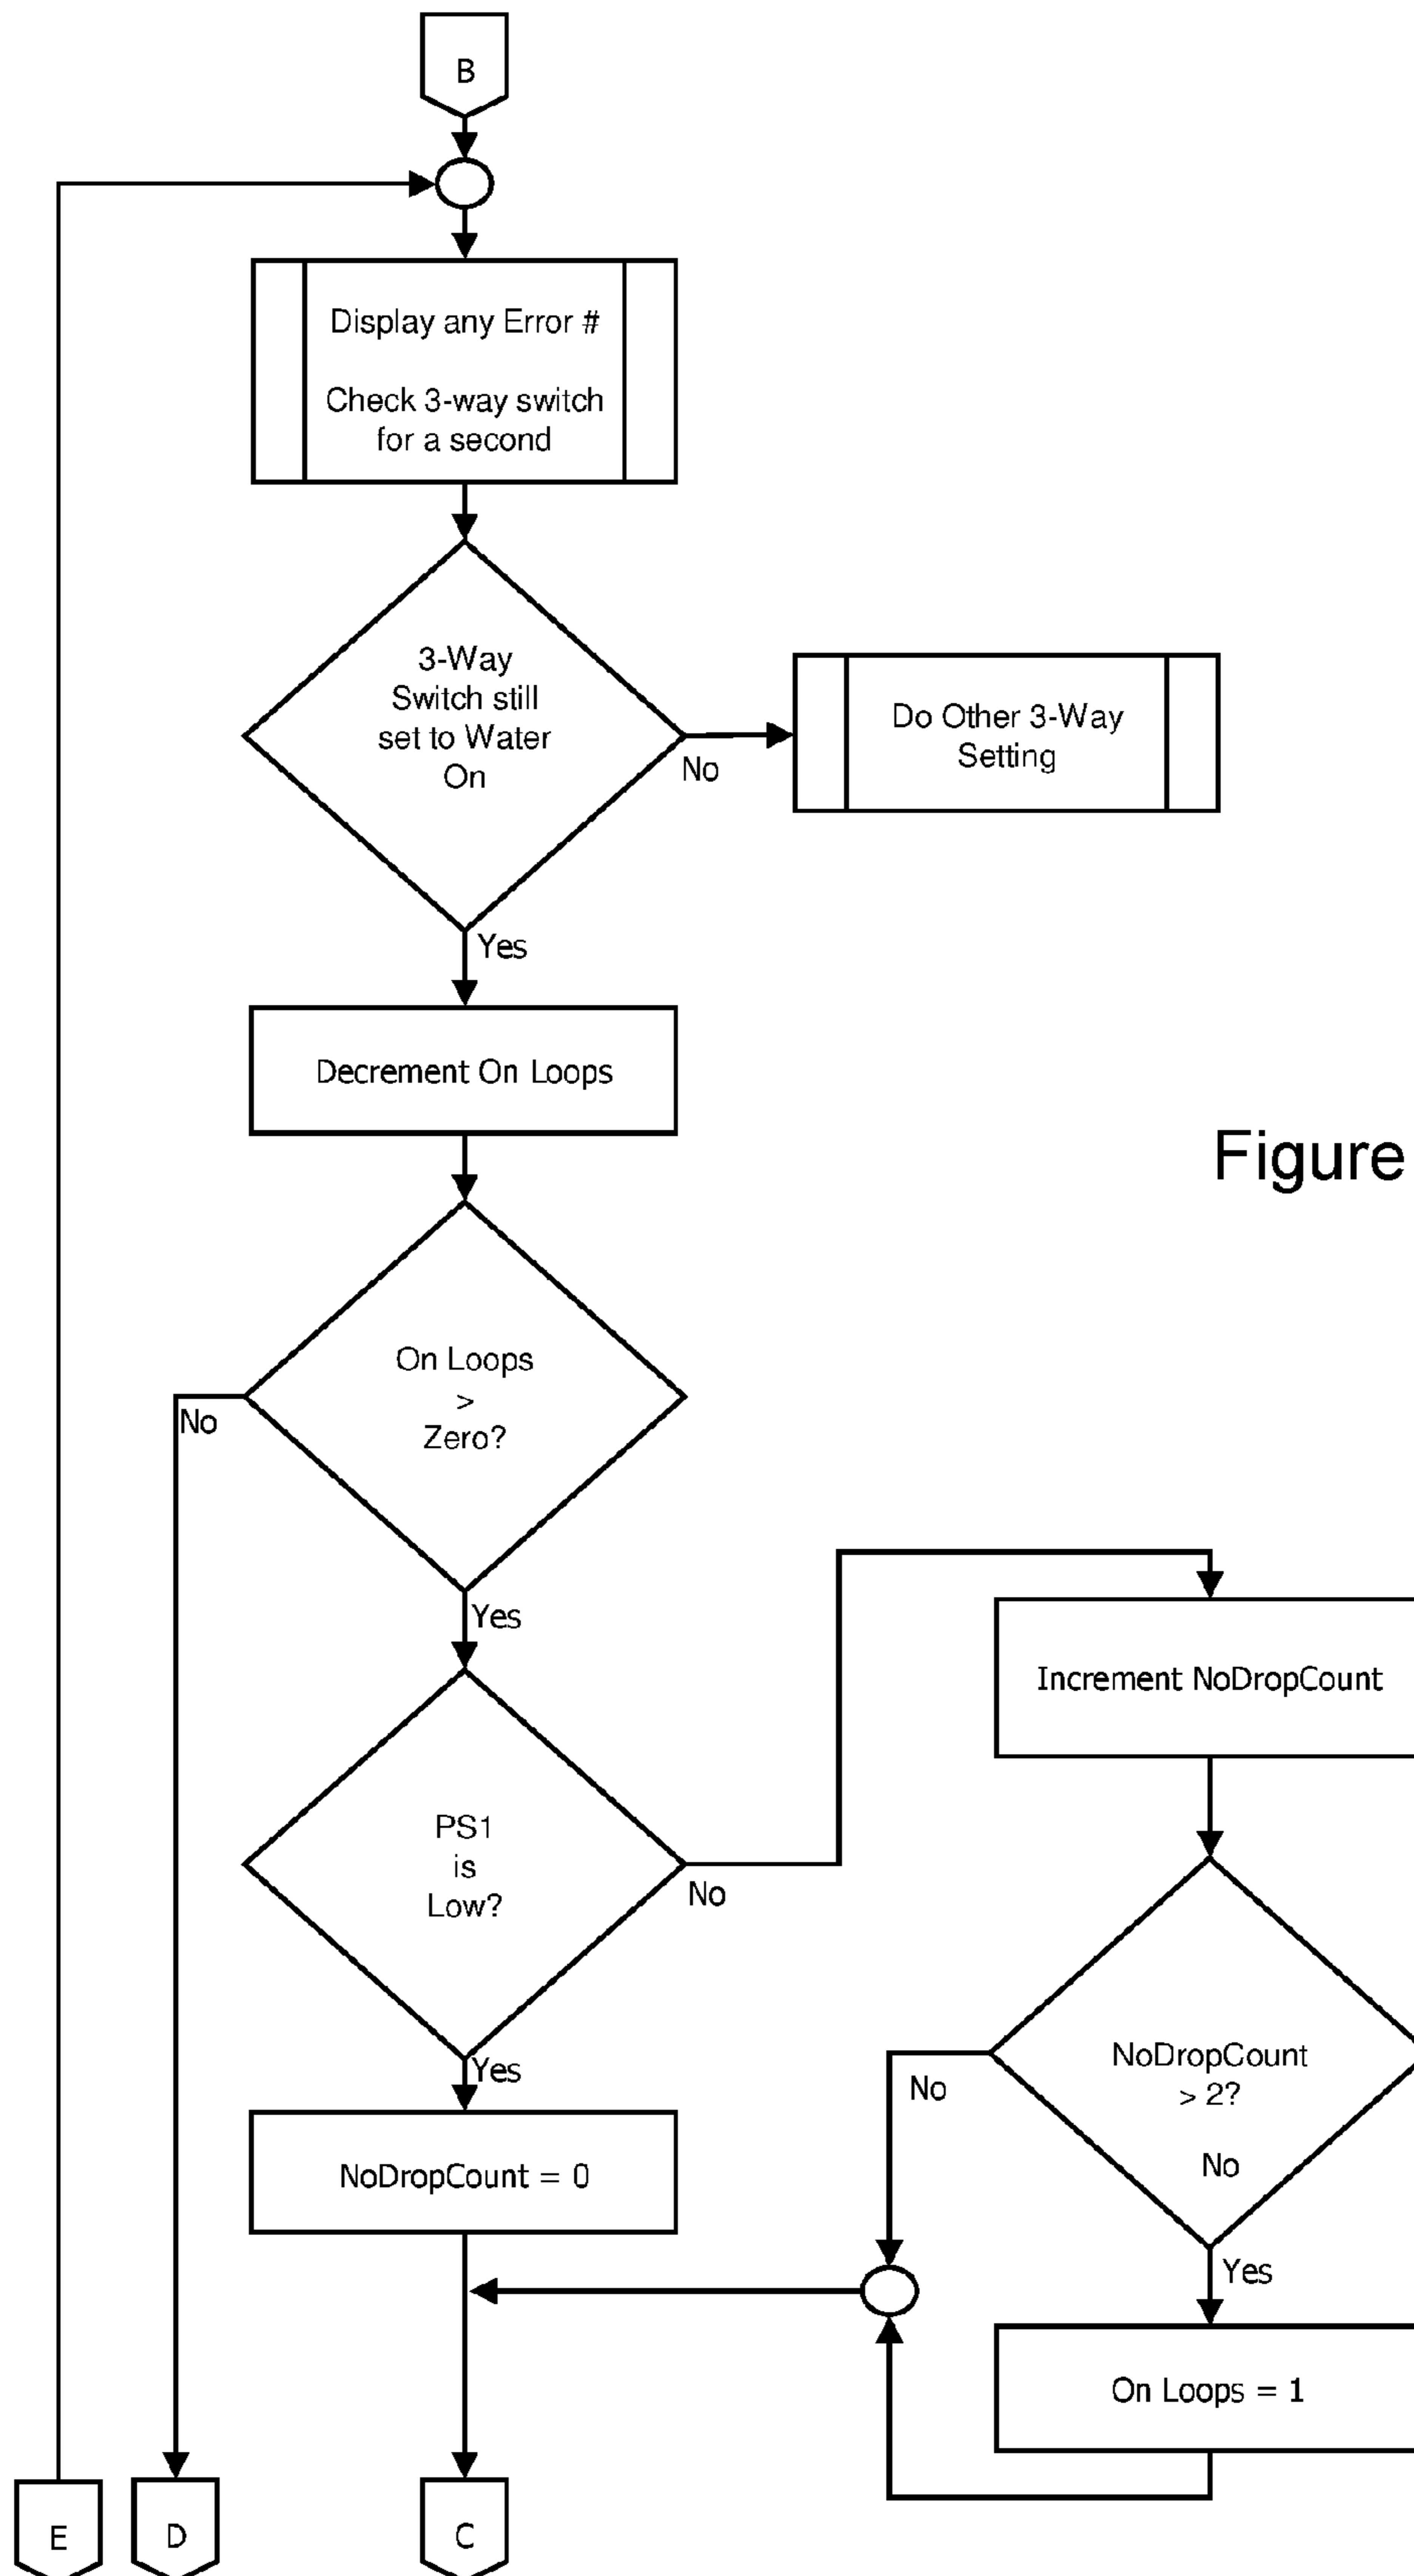 B
Display any Error #
Check 3-way switch
for a second
3-Way
Switch still
set to Water
On
No
Do Other 3-Way
Setting
Yes
Decrement On Loops
Figure
On Loops
>
Zero?
No
Yes
Increment NoDropCount
PS1
is
Low?
No
Yes
NoDropCount
> 2?
No
No
NoDropCount = 0
Yes
On Loops = 1
E
D
C